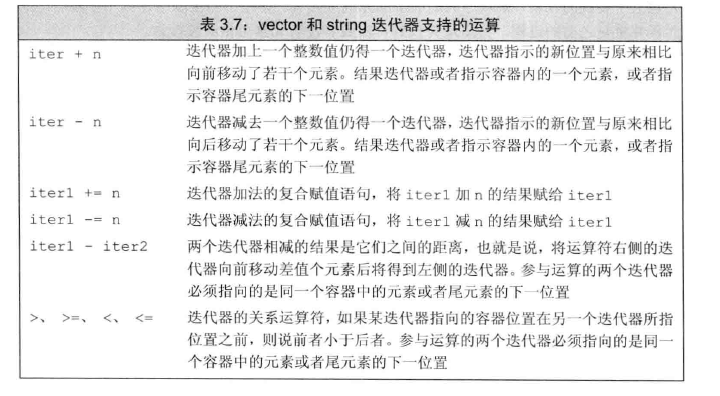 表 3.7：vector 和 string 迭代器支持的运算
iter + n 迭代器加上一个整数值仍得一个迭代器，迭代器指示的新位置与原来相比
向前移动了若干个元素。结果迭代器或者指示容器内的一个元素，或者指
示容器尾元素的下一位置
iter - n 迭代器减去一个整数值仍得一个迭代器，迭代器指示的新位置与原来相比
向后移动了若干个元素。结果迭代器或者指示容器内的一个元素，或者指
示容器尾元素的下一位置
iter1 += n 迭代器加法的复合赋值语句，将 iter1 加 n 的结果赋给 iter1
iter1 -= n 迭代器减法的复合赋值语句，将 iter1 减 n 的结果赋给 iter1
iter1 - iter2 两个迭代器相减的结果是它们之间的距离，也就是说，将运算符右侧的迭
代器向前移动差值个元素后将得到左侧的迭代器。参与运算的两个迭代器
必须指向的是同一个容器中的元素或者尾元素的下一位置
>、 >=、 <、 <= 迭代器的关系运算符，如果某迭代器指向的容器位置在另一个迭代器所指
位置之前，则说前者小于后者。参与运算的两个迭代器必须指向的是同一
个容器中的元素或者尾元素的下一位置